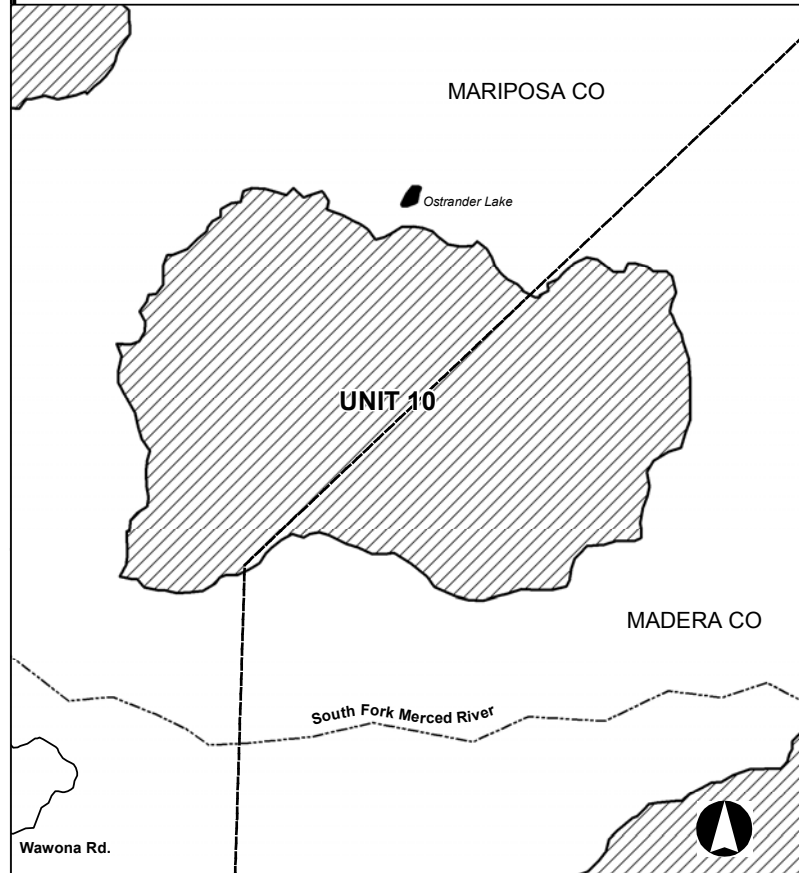 MARIPOSA CO
Ostrander Lake
UNIT 10
MADERA CO
South Fork Merced River
Wawona Rd.